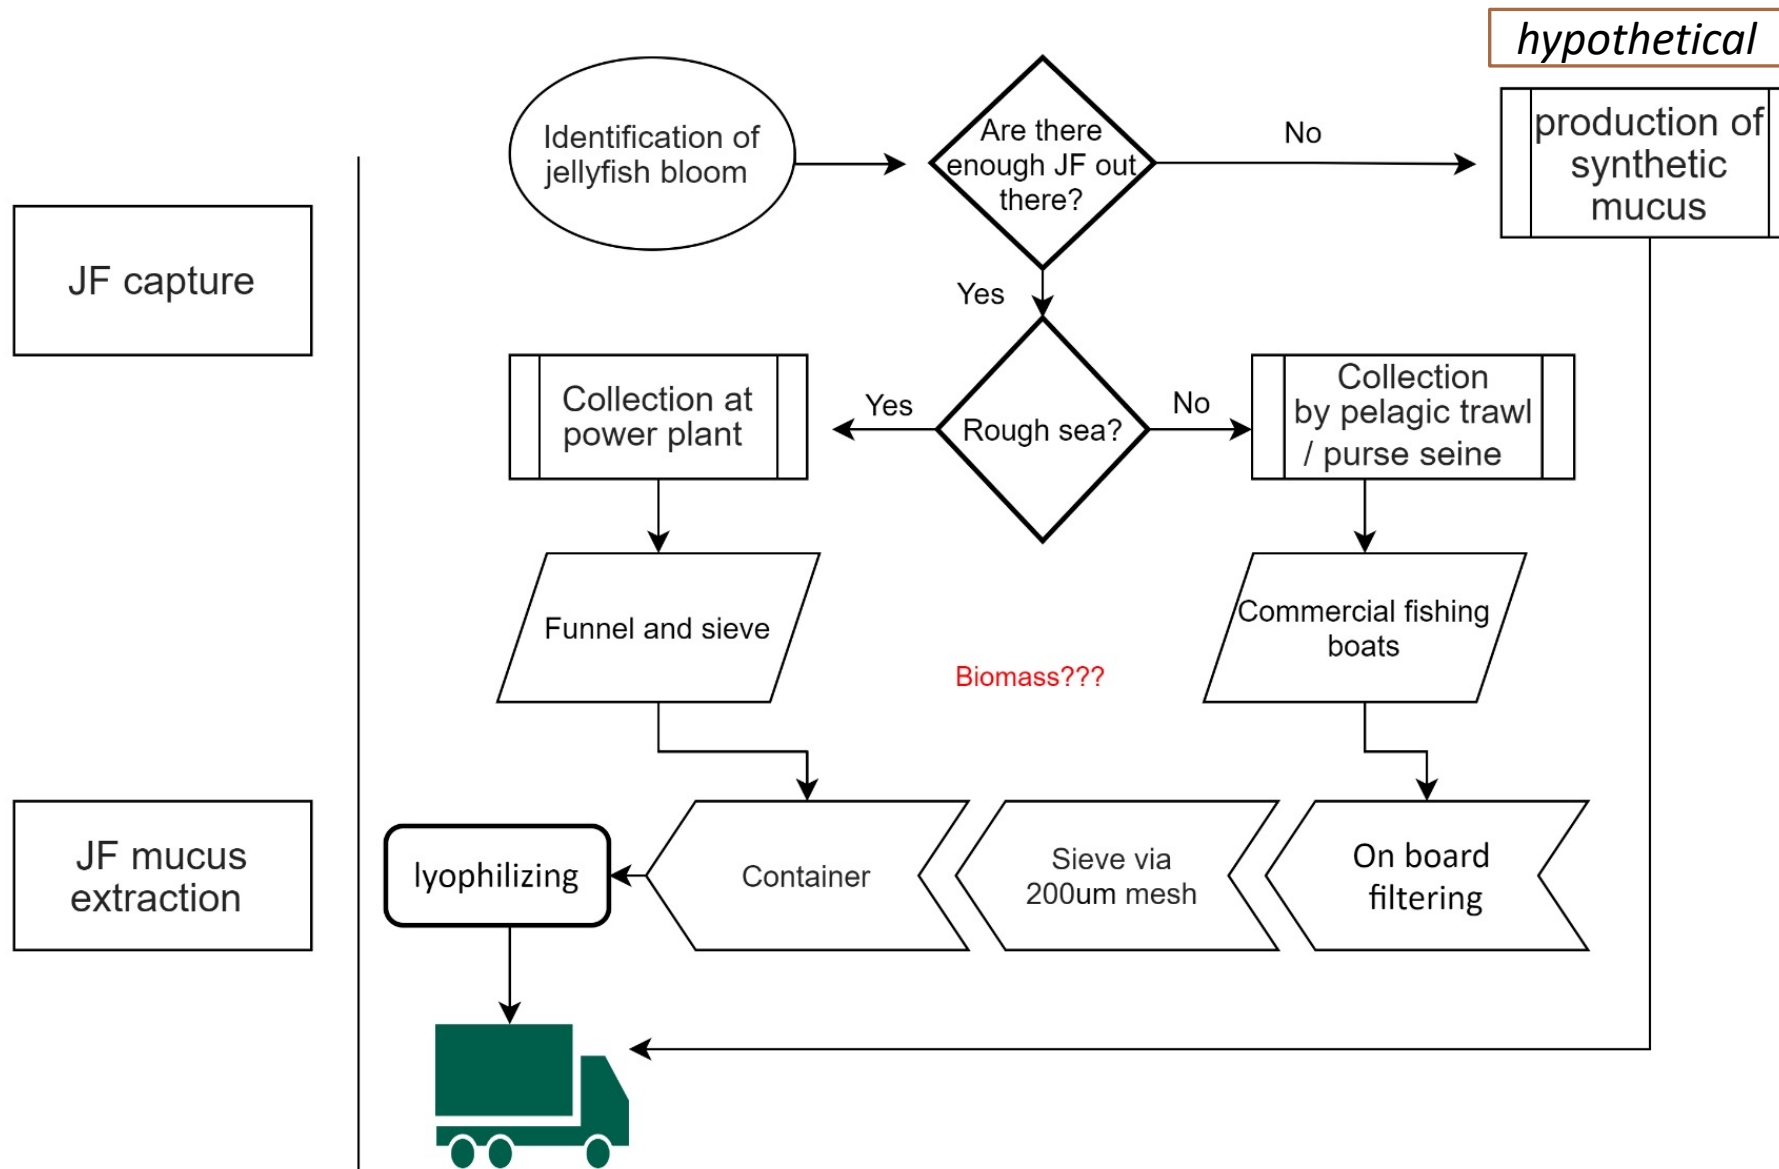 hypothetical
Identification of
jellyfish bloom
Are there
enough JF out
there?
No
production of
synthetic
mucus
JF capture
Yes
Collection at
power plant
Yes
Rough sea?
No
Collection
by pelagic trawl
/ purse seine
Funnel and sieve
Commercial fishing
boats
Biomass???
JF mucus
extraction
lyophilizing
Container
Sieve via
200um mesh
On board
filtering